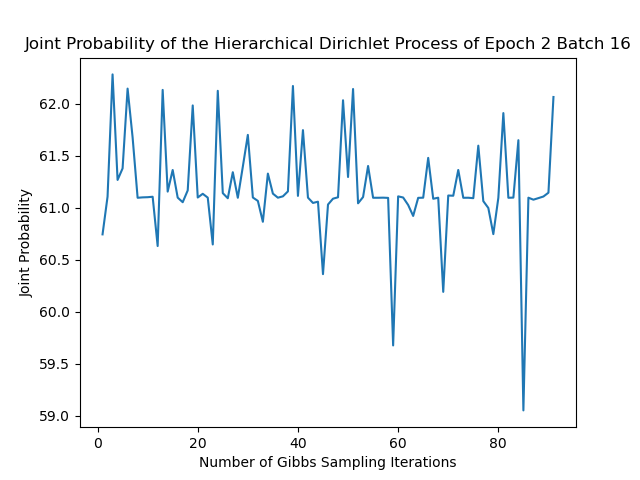 Joint Probability of the Hierarchical Dirichlet Process of Epoch 2 Batch 16
62.0
61.5
61.0
60.5
60.0
59.5
59.0
Joint Probability
0 20 40 60 80
Number of Gibbs Sampling Iterations